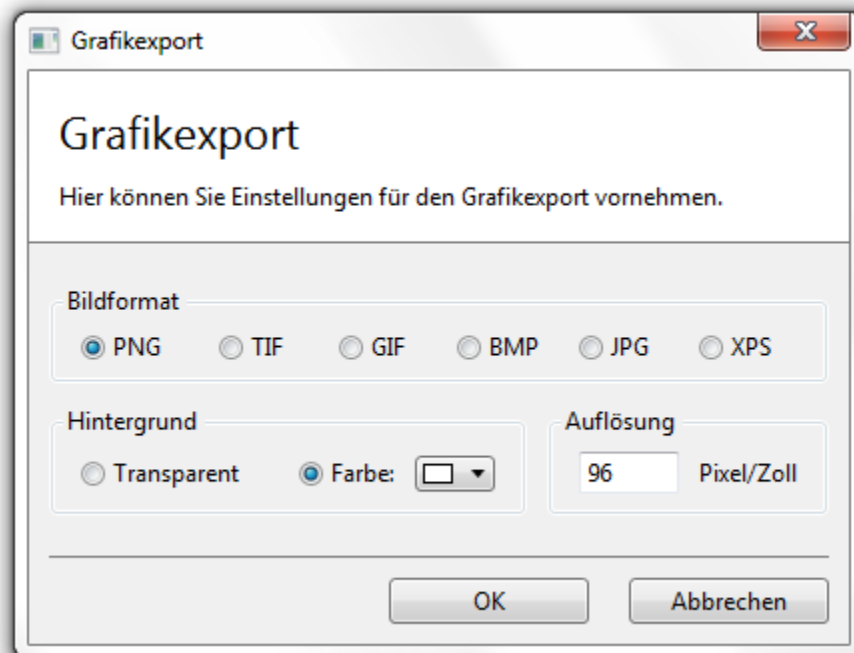 Grafikexport
Grafikexport
Hier können Sie Einstellungen für den Grafikexport vornehmen.
Bildformat
PNG TIF GIF BMP JPG XPS
Hintergrund Auflösung
Transparent Farbe: 96 Pixel/Zoll
OK Abbrechen